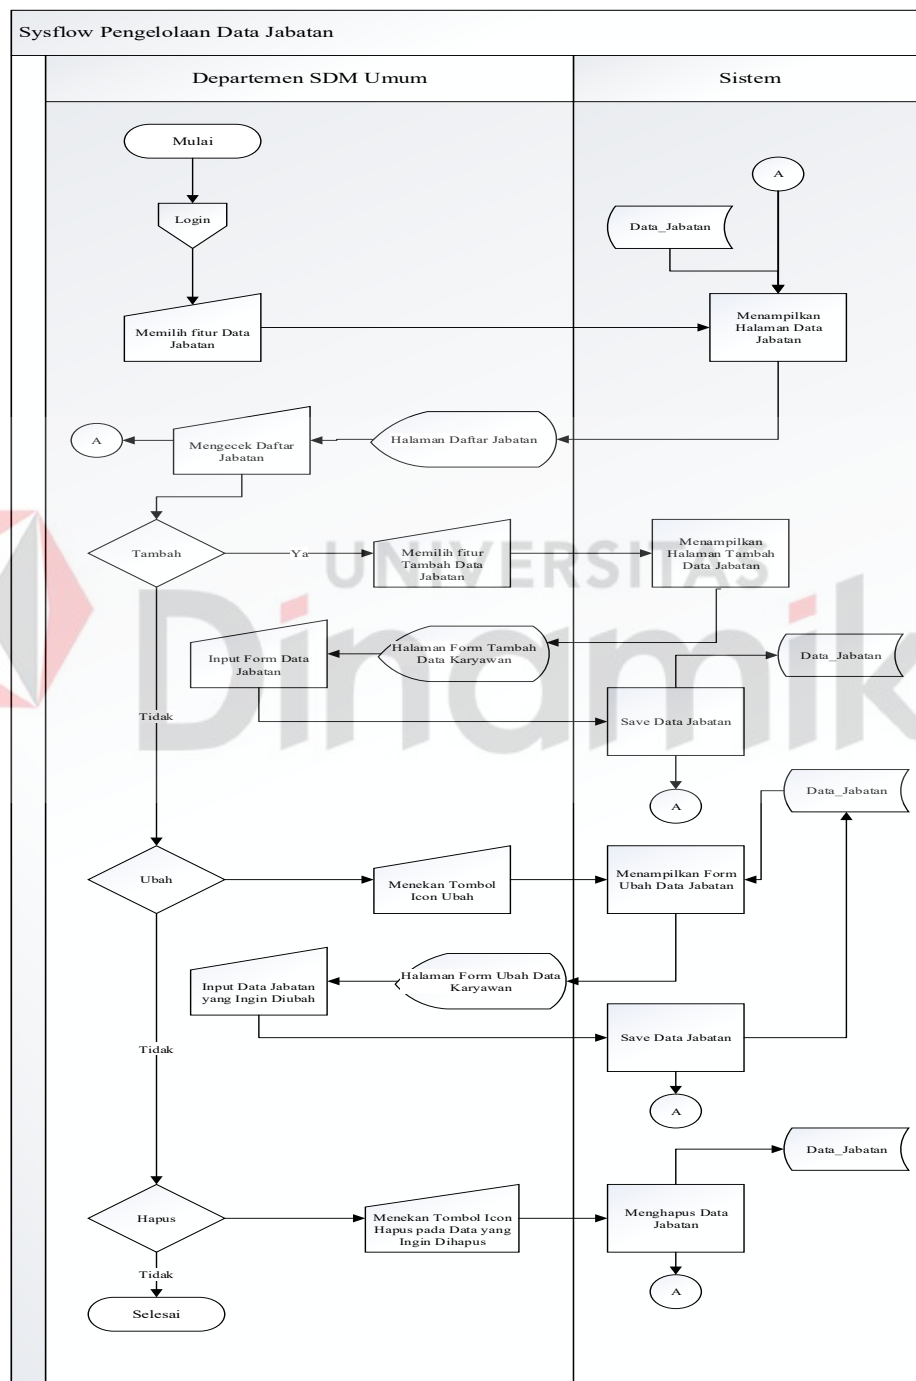 Sysflow Pengelolaan Data Jabatan
Departemen SDM Umum
Sistem
Mulai
A
Login
Data_Jabatan
Memilih fitur Data
Jabatan
Menampilkan
Halaman Data
Jabatan
A
Mengecek Daftar
Jabatan
Halaman Daftar Jabatan
Tambah
Ya
Memilih fitur
Tambah Data
Jabatan
Menampilkan
Halaman Tambah
Data Jabatan
UNIVERSITAS
Dinamika
Input Form Data
Jabatan
Halaman Form Tambah
Data Karyawan
Data_Jabatan
Tidak
Save Data Jabatan
A
Data_Jabatan
Ubah
Menekan Tombol
Icon Ubah
Menampilkan Form
Ubah Data Jabatan
Input Data Jabatan
yang Ingin Diubah
Halaman Form Ubah Data
Karyawan
Tidak
Save Data Jabatan
A
Data_Jabatan
Hapus
Menekan Tombol Icon
Hapus pada Data yang
Ingin Dihapus
Menghapus Data
Jabatan
Tidak
A
Selesai